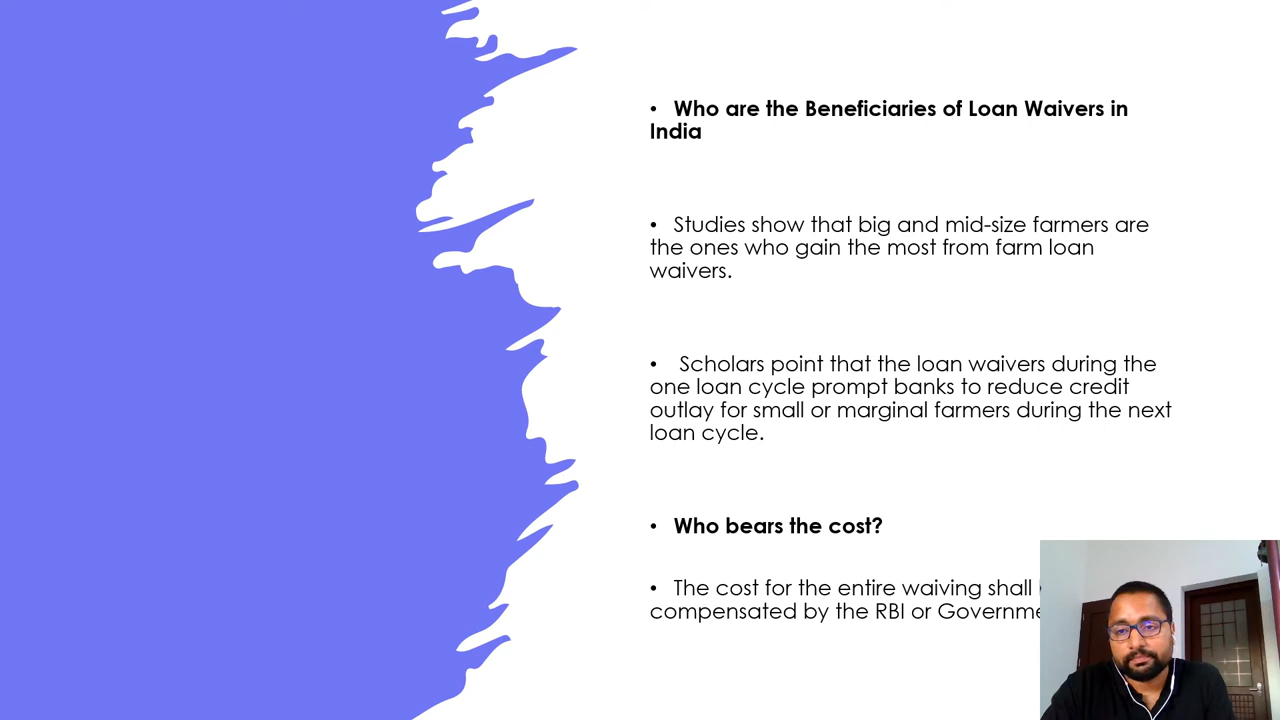 • Who are the Beneficiaries of Loan Waivers in
India
• Studies show that big and mid-size farmers are
the ones who gain the most from farm loan
waivers.
• Scholars point that the loan waivers during the
one loan cycle prompt banks to reduce credit
outlay for small or marginal farmers during the next
loan cycle.
• Who bears the cost?
• The cost for the entire waiving shall
compensated by the RBI or